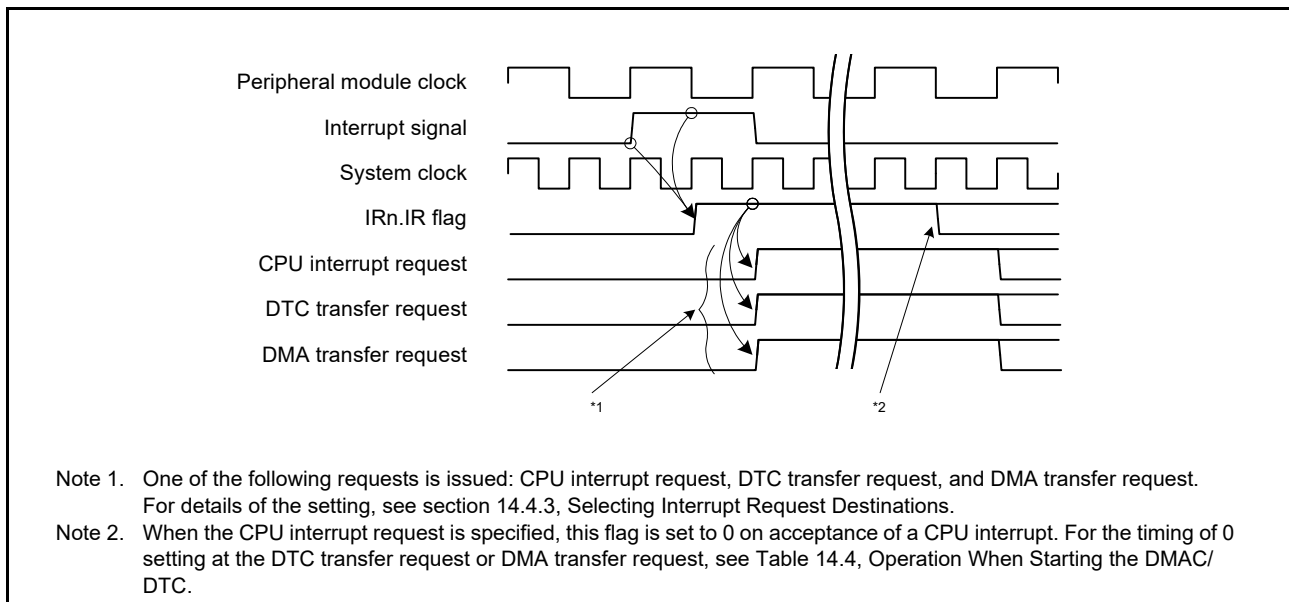 Peripheral module clock
Interrupt signal
System clock
IRn.IR flag
CPU interrupt request
DTC transfer request
DMA transfer request
*1
*2
Note 1. One of the following requests is issued: CPU interrupt request, DTC transfer request, and DMA transfer request.
For details of the setting, see section 14.4.3, Selecting Interrupt Request Destinations.
Note 2. When the CPU interrupt request is specified, this flag is set to 0 on acceptance of a CPU interrupt. For the timing of 0
setting at the DTC transfer request or DMA transfer request, see Table 14.4, Operation When Starting the DMAC/
DTC.